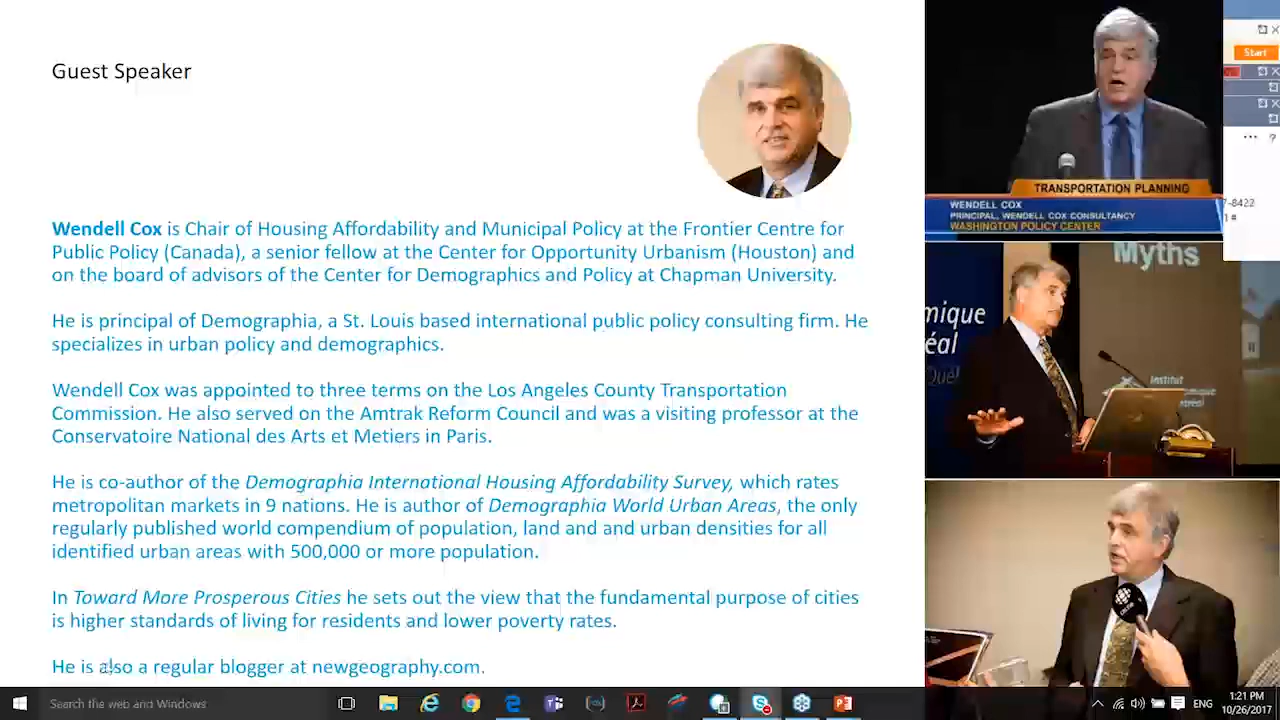 Guest Speaker
Wendell Cox is Chair of Housing Affordability and Municipal Policy at the Frontier Centre for
Public Policy (Canada), a senior fellow at the Center for Opportunity Urbanism (Houston) and
on the board of advisors of the Center for Demographics and Policy at Chapman University.
He is principal of Demographia, a St. Louis based international public policy consulting firm. He
specializes in urban policy and demographics.
Wendell Cox was appointed to three terms on the Los Angeles County Transportation
Commission. He also served on the Amtrak Reform Council and was a visiting professor at the
Conservatoire National des Arts et Metiers in Paris.
He is co-author of the Demographia International Housing Affordability Survey, which rates
metropolitan markets in 9 nations. He is author of Demographia World Urban Areas, the only
regularly published world compendium of population, land and and urban densities for all
identified urban areas with 500,000 or more population.
In Toward More Prosperous Cities he sets out the view that the fundamental purpose of cities
is higher standards of living for residents and lower poverty rates.
He is also a regular blogger at newgeography.com.
TRANSPORTATION PLANNING
WENDELL COX
PRINCIPAL, WENDELL COX CONSULTANCY
WASHINGTON POLICY CENTER
Start
... ?
7-8422
1 #
Myths
mique
éal
Institut
Search the web and Windows
ENG
1:21 PM
10/26/2017